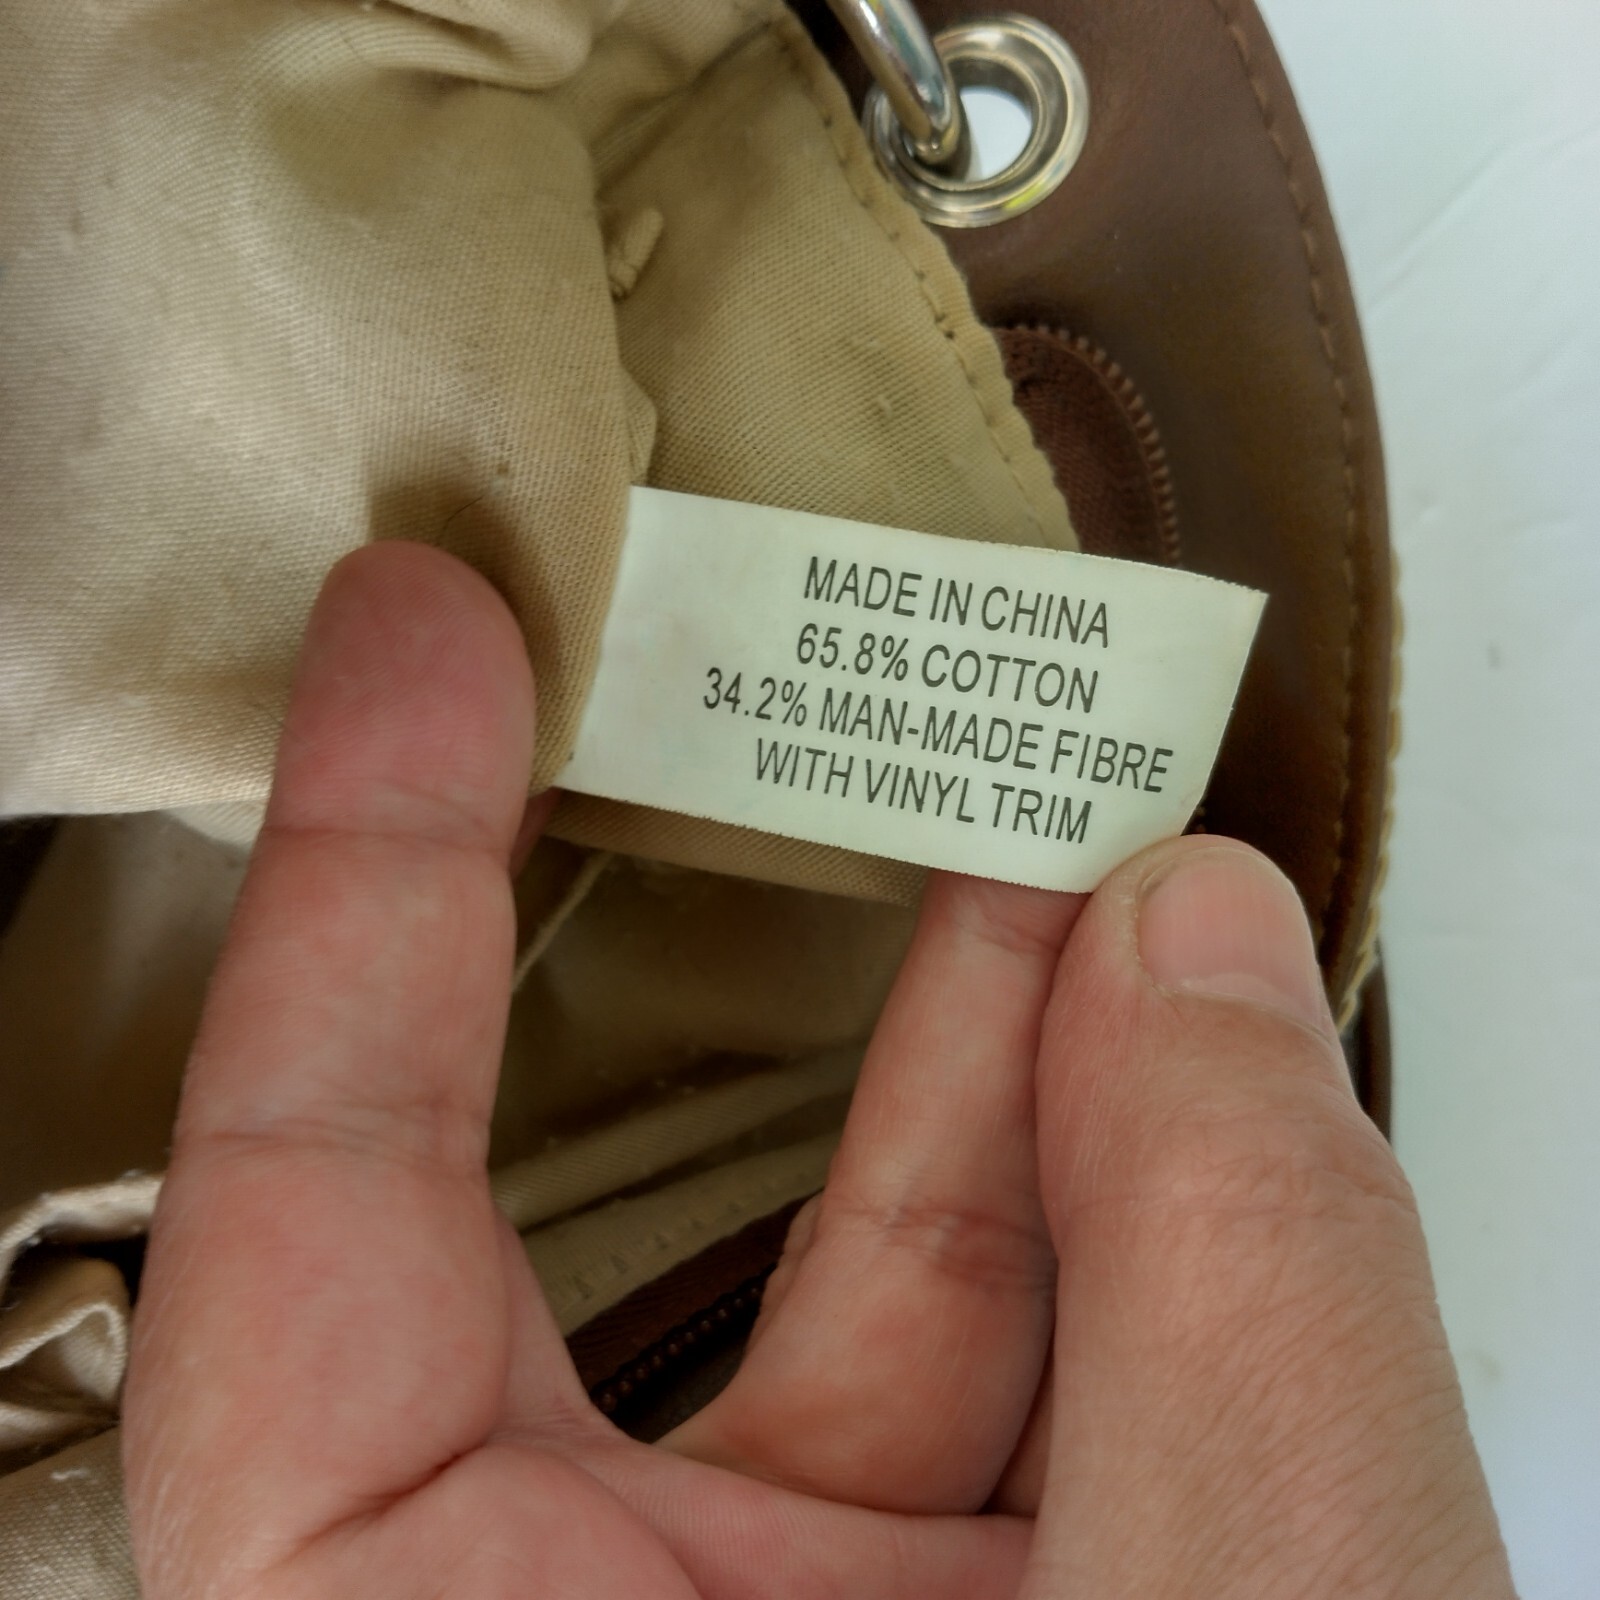 MADE IN CHINA
65.8% COTTON
34.2% MAN-MADE FIBRE
WITH VINYL TRIM